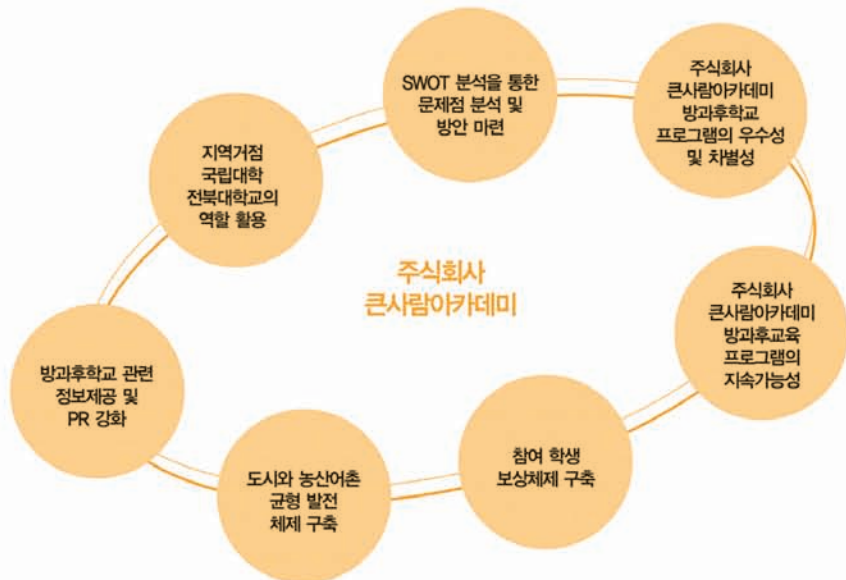 SWOT 분석을 통한
문제점 분석 및
방안 마련
주식회사
큰사람아카데미
방과후학교
프로그램의 우수성
및 차별성
지역거점
국립대학
전북대학교의
역할 활용
주식회사
큰사람아카데미
주식회사
큰사람아카데미
방과후교육
프로그램의
지속가능성
방과후학교 관련
정보제공 및
PR 강화
참여 학생
보상체제 구축
도시와 농산어촌
균형 발전
체제 구축